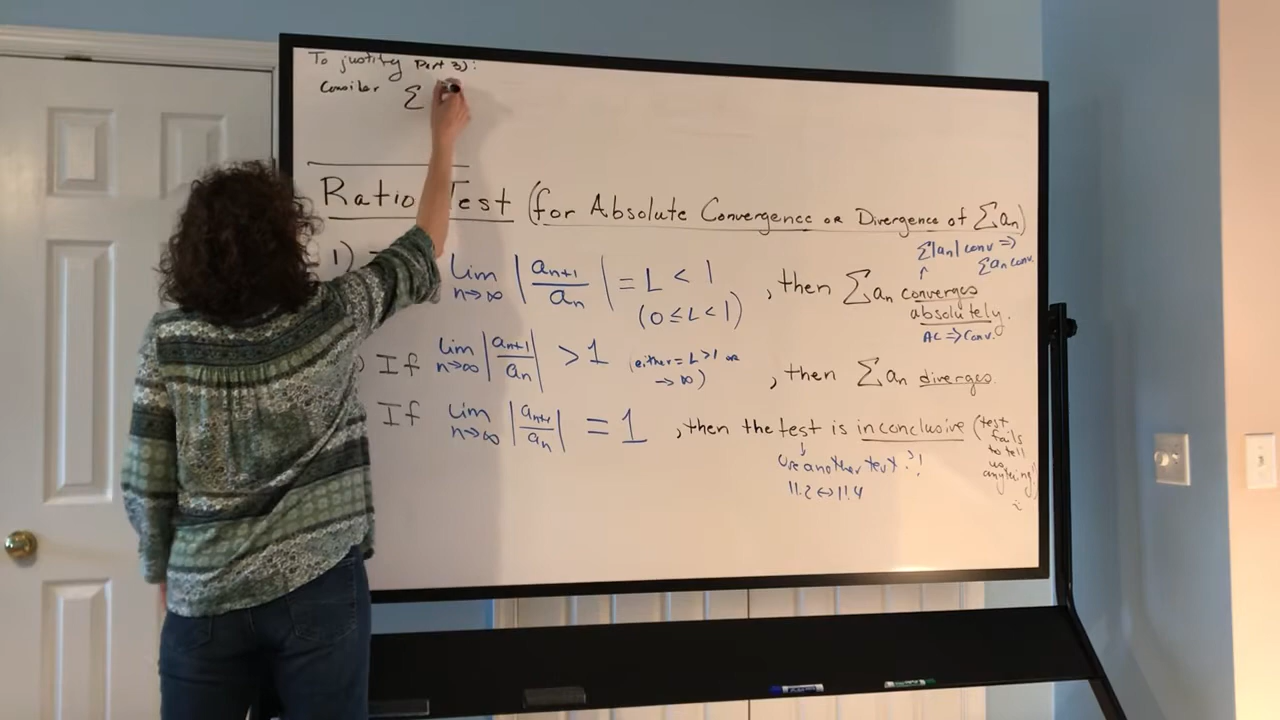 To justify Part 3):
Consider Σ
Ratio Test (for Absolute Convergence or Divergence of Σan)
Σ|an| conv ⇒
Σan conv.
1) lim n→∞ |an+1/an| = L < 1, then Σan converges
(0≤L<1) absolutely.
AC ⇒ Conv.
) If lim n→∞ |an+1/an| > 1 (either = L>1 or → ∞), then Σan diverges.
If lim n→∞ |an+1/an| = 1, then the test is inconclusive (test fails to tell us anything!)
↓
Use another test!
11.2 ↔ 11.4